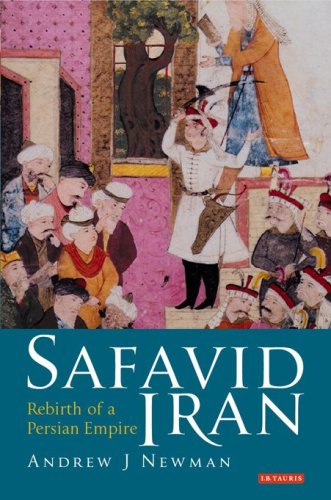 SAFAVID
Rebirth of a
Persian Empire
IRAN
ANDREW J NEWMAN
I.B.TAURIS